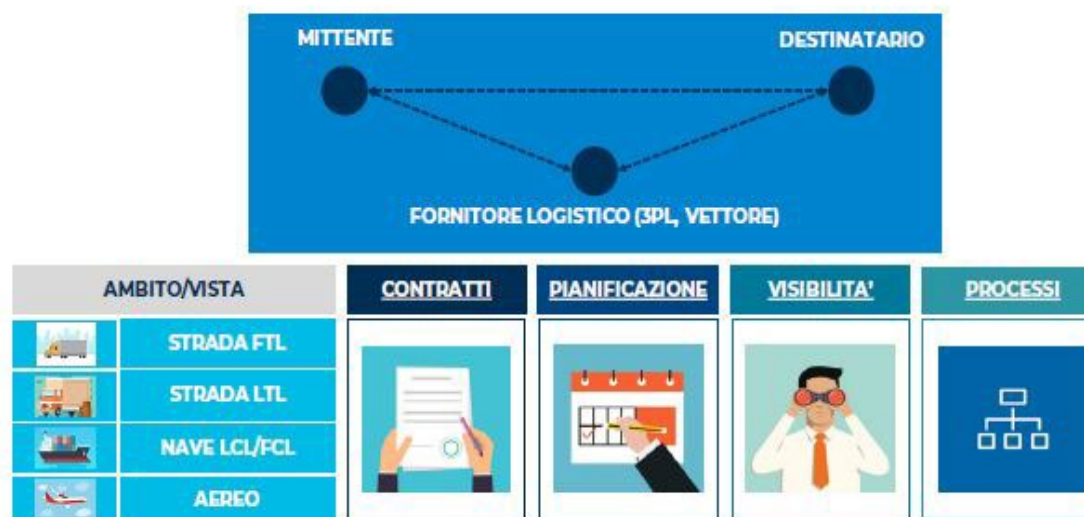 MITTENTE
DESTINATARIO
FORNITORE LOGISTICO (3PL, VETTORE)
AMBITO/VISTA
CONTRATTI
PIANIFICAZIONE
VISIBILITA'
PROCESSI
STRADA FTL
STRADA LTL
NAVE LCL/FCL
AEREO